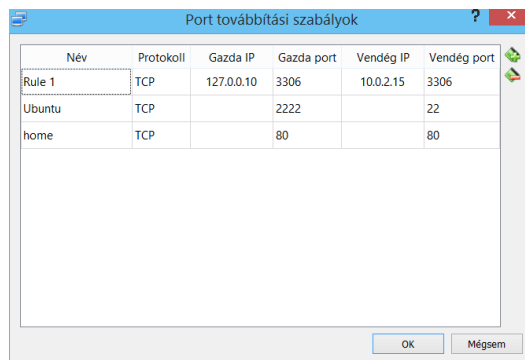 Port továbbítási szabályok ?
Név Protokoll Gazda IP Gazda port Vendég IP Vendég port
Rule 1 TCP 127.0.0.10 3306 10.0.2.15 3306
Ubuntu TCP 2222 22
home TCP 80 80
OK Mégsem